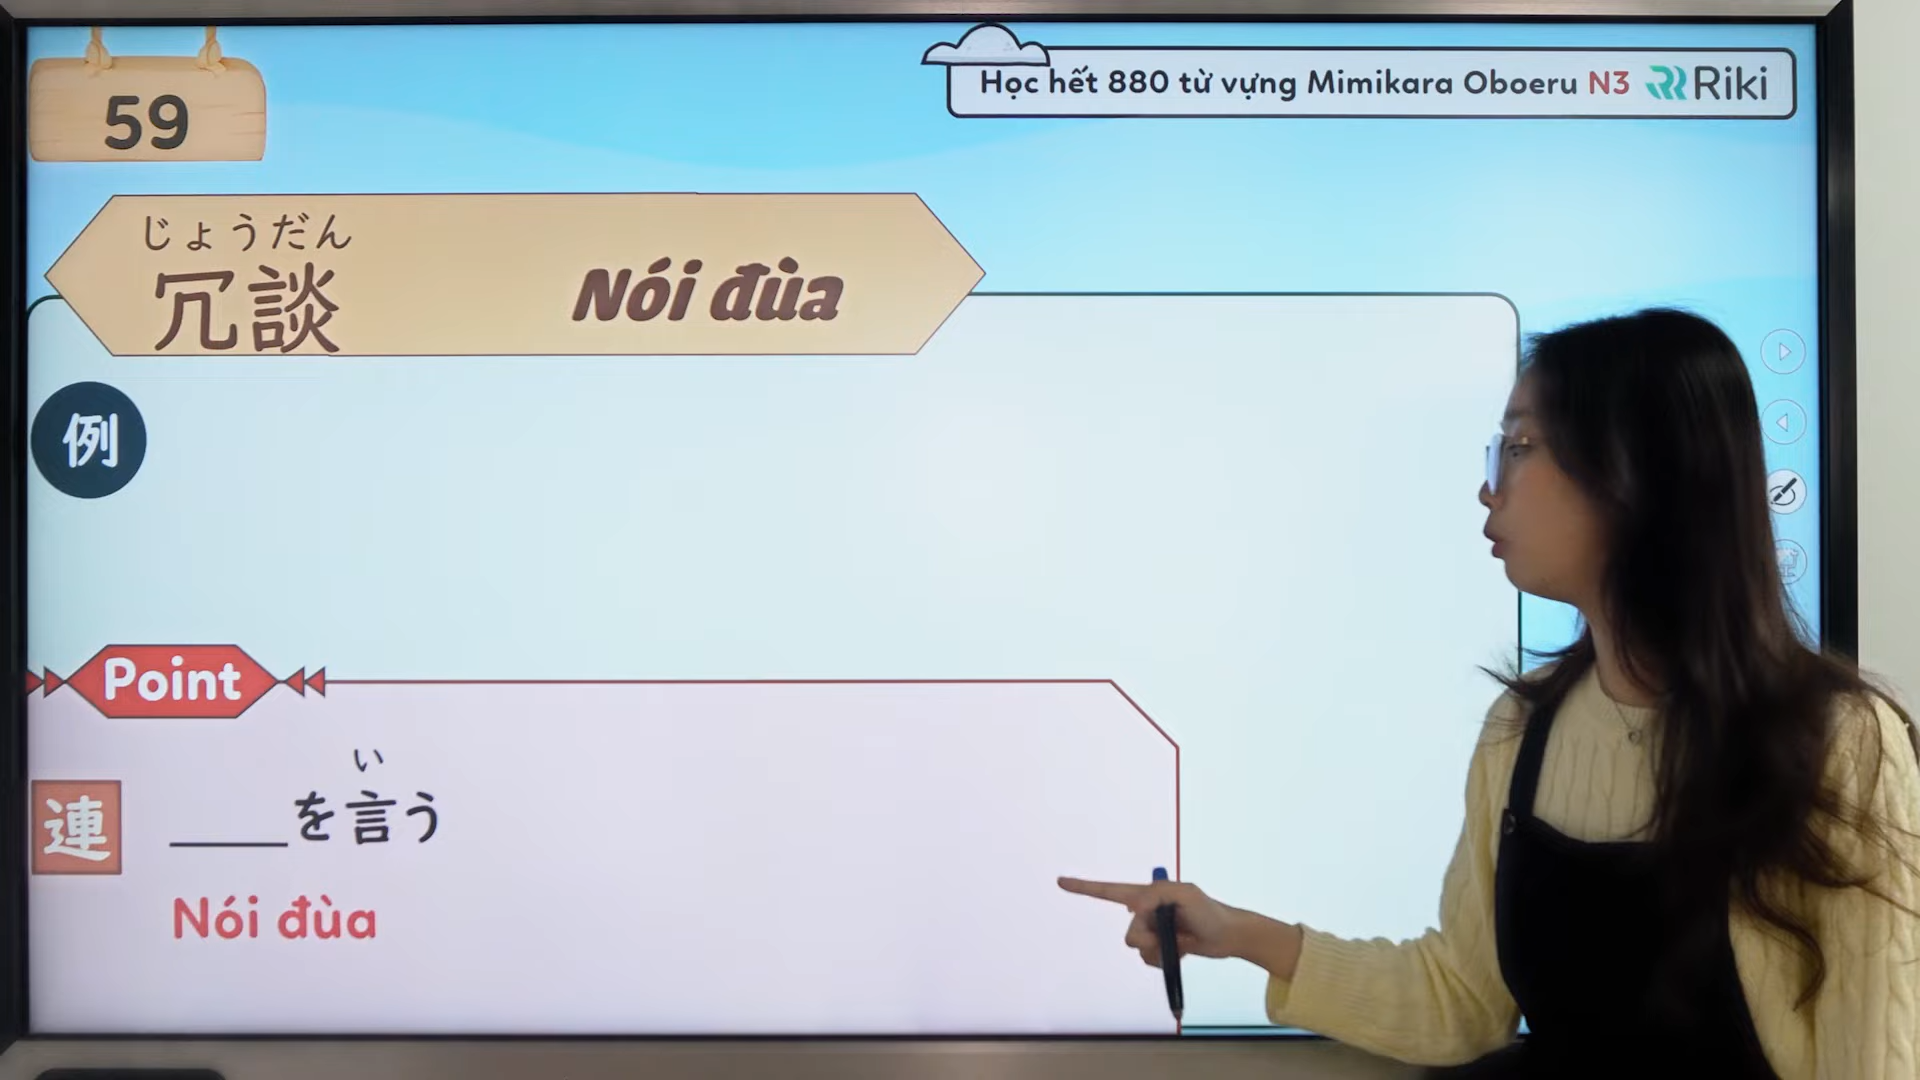 59
Học hết 880 từ vựng Mimikara Oboeru N3 Riki
じょうだん
冗談 Nói đùa
例
Point
い
連 ____を言う
Nói đùa